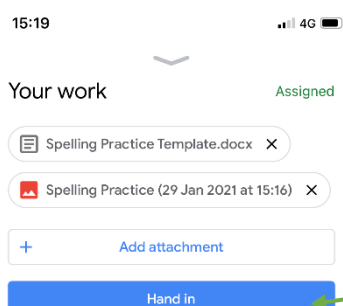 15:19 4G
Your work Assigned
Spelling Practice Template.docx
Spelling Practice (29 Jan 2021 at 15:16)
Add attachment
Hand in